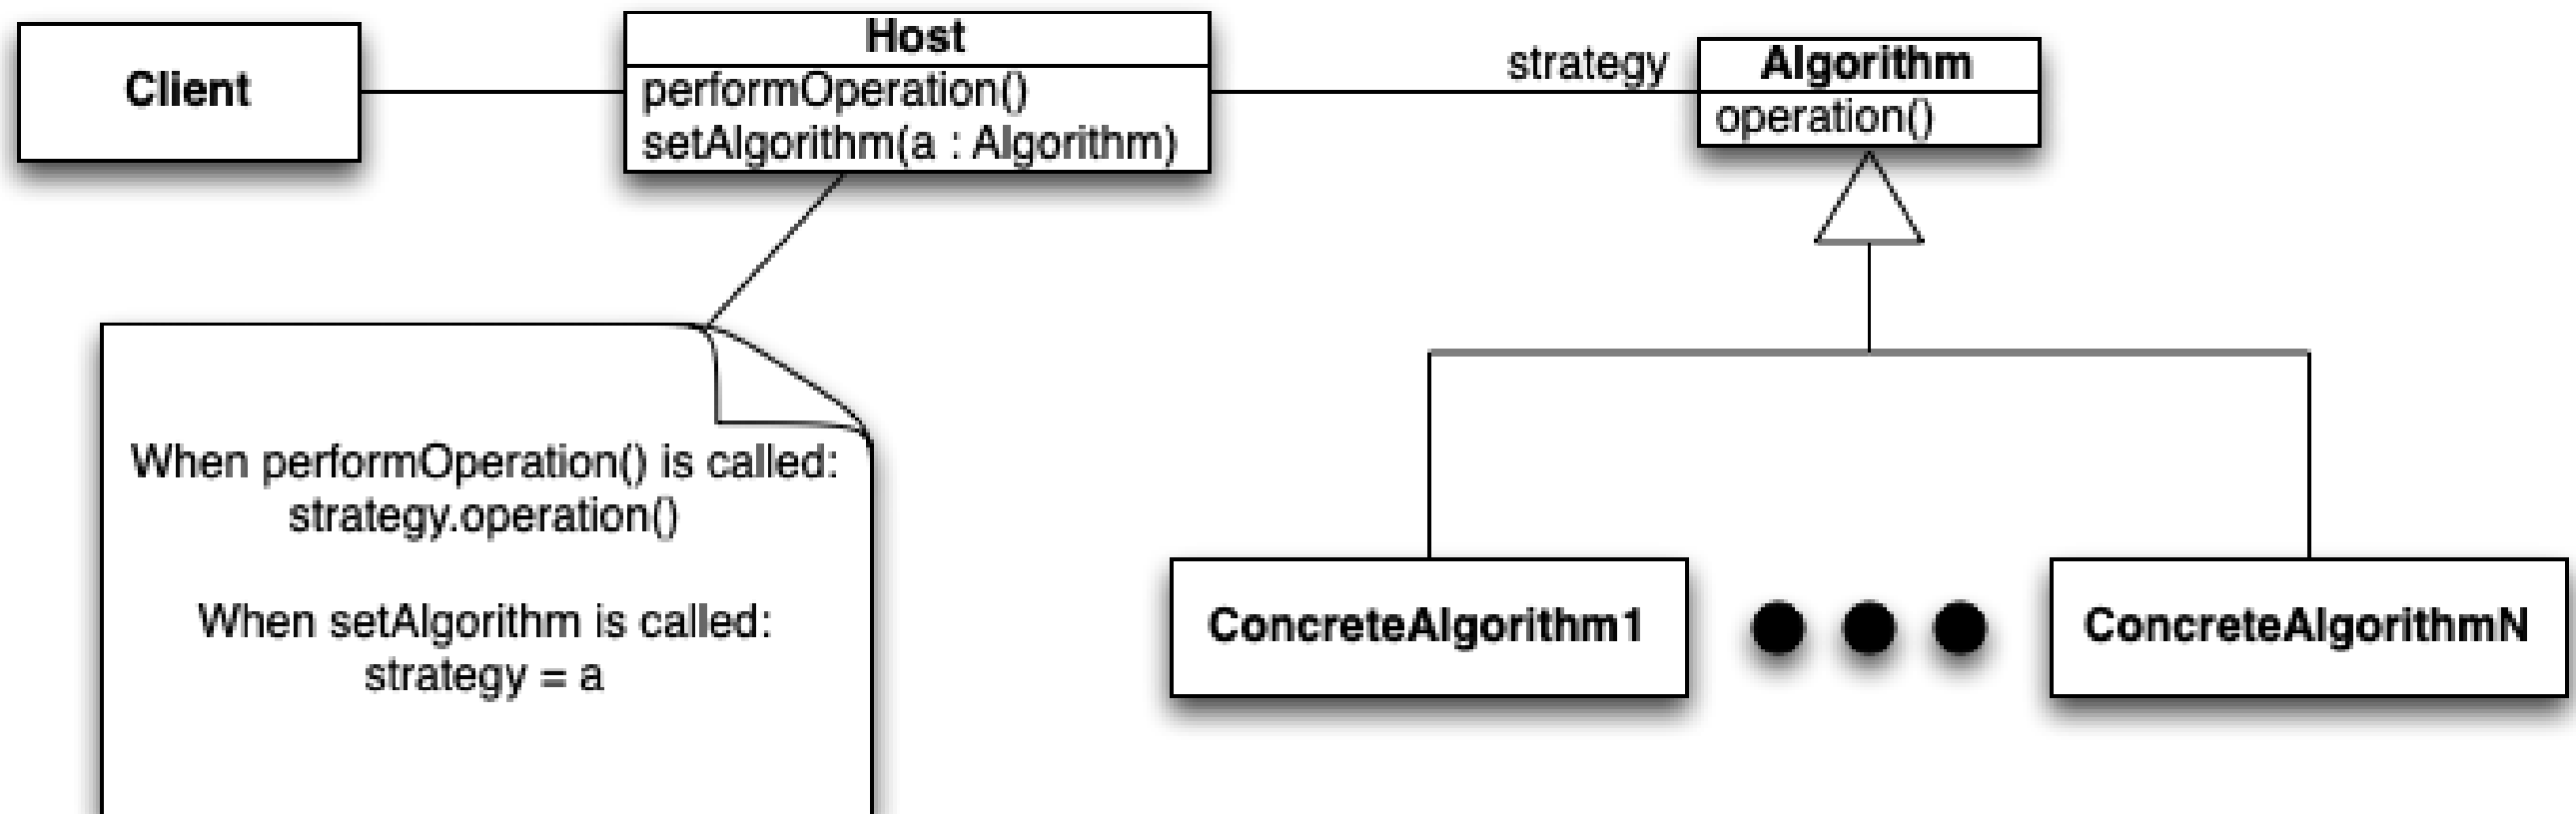 Client
Host
performOperation()
setAlgorithm(a : Algorithm)
strategy
Algorithm
operation()
When performOperation() is called:
strategy.operation()
When setAlgorithm is called:
strategy = a
ConcreteAlgorithm1
ConcreteAlgorithmN